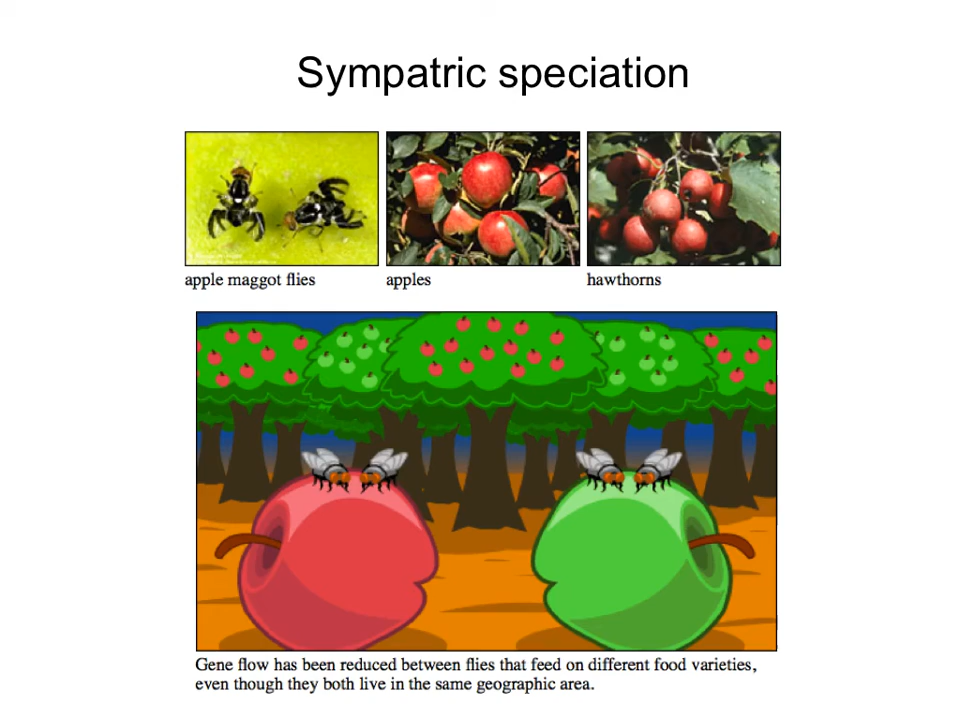 Sympatric speciation
apple maggot flies
apples
hawthorns
Gene flow has been reduced between flies that feed on different food varieties,
even though they both live in the same geographic area.